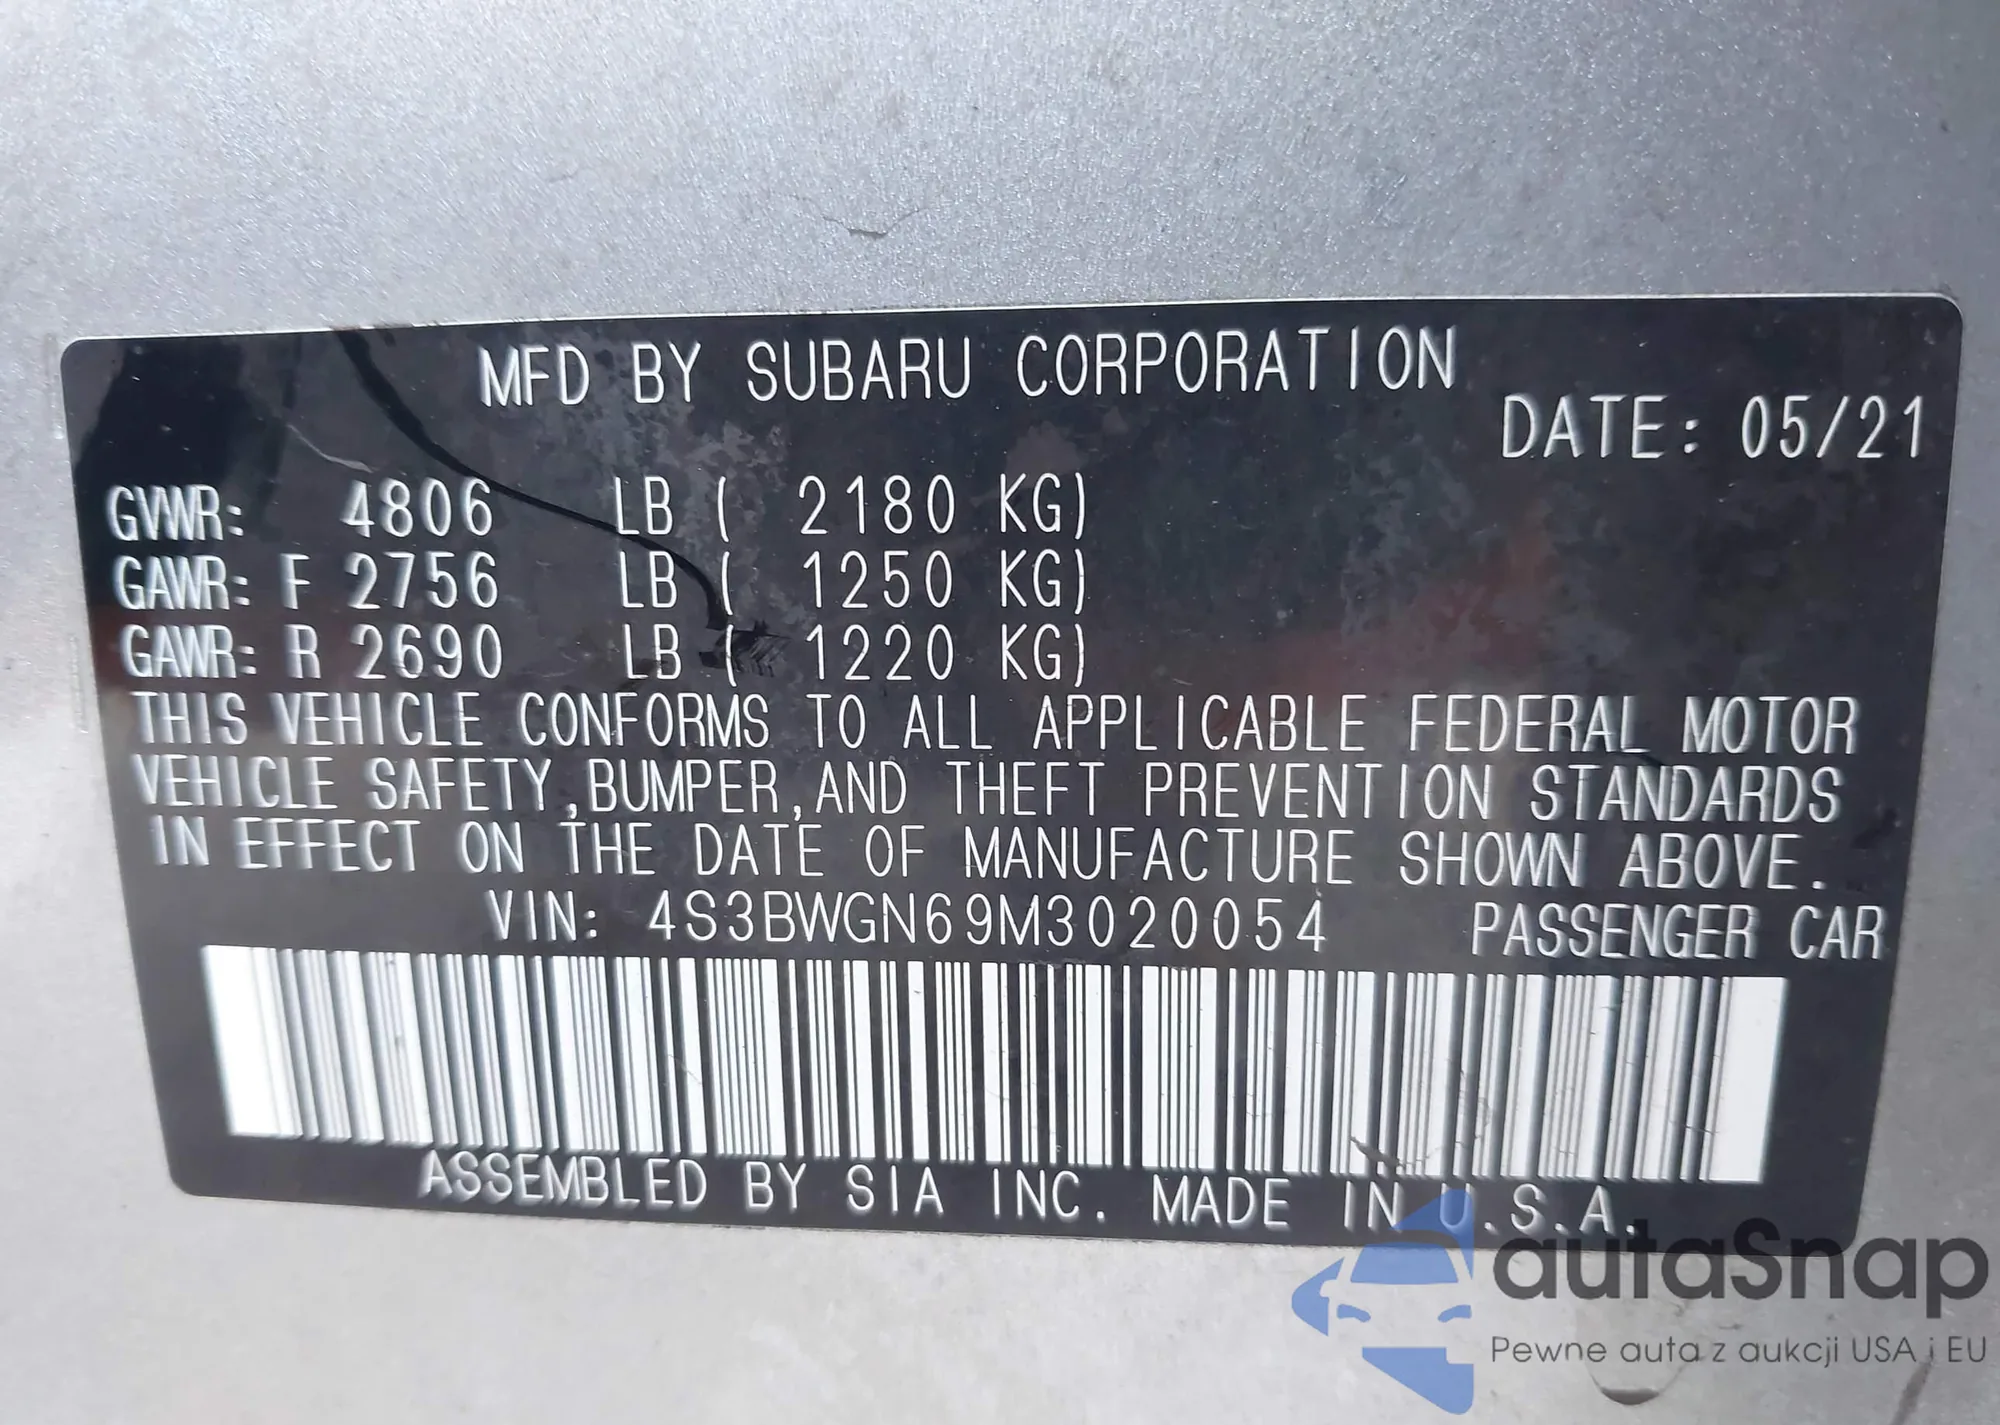 MFD BY SUBARU CORPORATION
DATE: 05/21
GVWR: 4806 LB ( 2180 KG)
GAWR: F 2756 LB ( 1250 KG)
GAWR: R 2690 LB ( 1220 KG)
THIS VEHICLE CONFORMS TO ALL APPLICABLE FEDERAL MOTOR
VEHICLE SAFETY,BUMPER,AND THEFT PREVENTION STANDARDS
IN EFFECT ON THE DATE OF MANUFACTURE SHOWN ABOVE.
VIN: 4S3BWGN69M3020054 PASSENGER CAR
ASSEMBLED BY SIA INC. MADE IN U.S.A.
autaSnap
Pewne auta z aukcji USA i EU